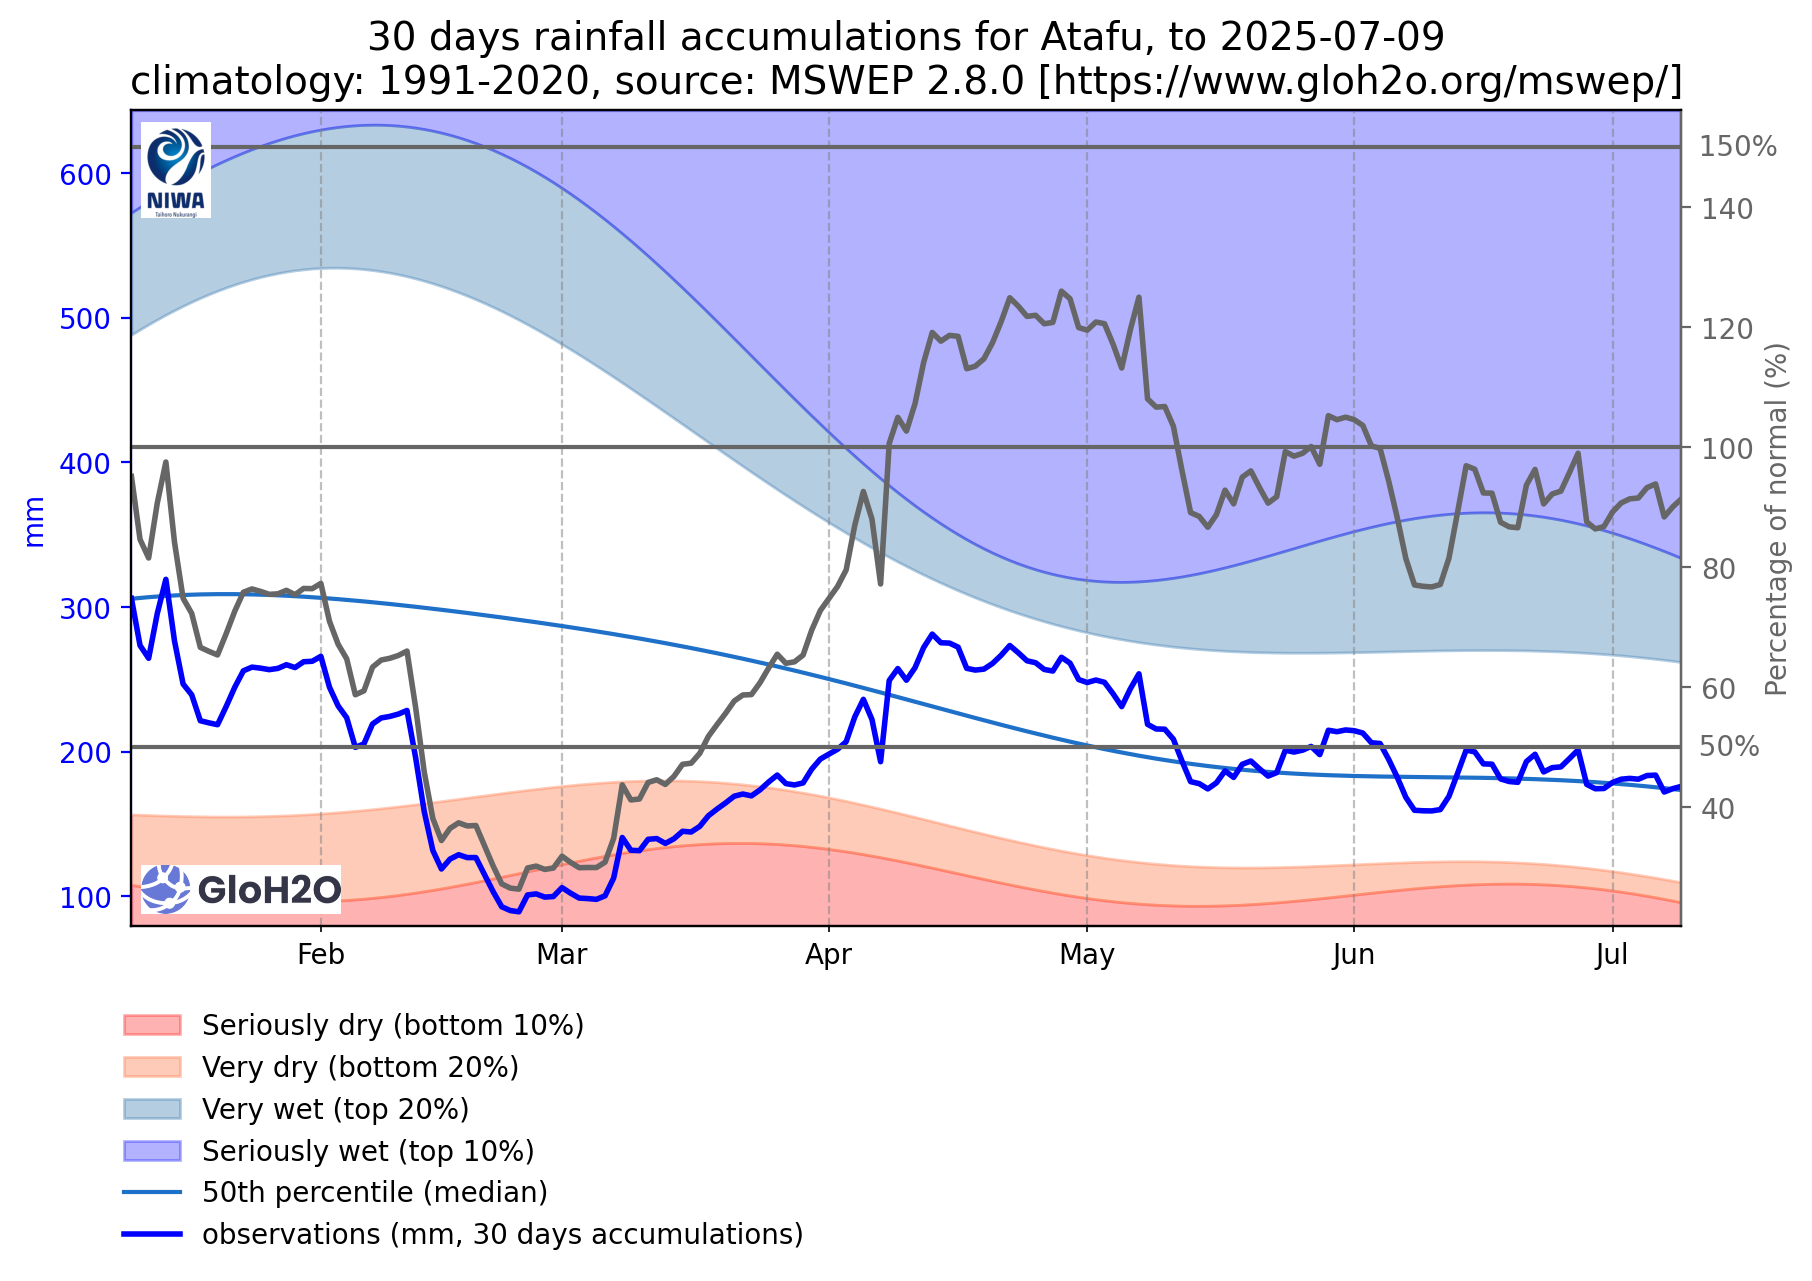 30 days rainfall accumulations for Atafu, to 2025-07-09
climatology: 1991-2020, source: MSWEP 2.8.0 [https://www.gloh2o.org/mswep/]
NIWA
Taihoro Nukurangi
GloH2O
600
500
400
300
200
100
mm
150%
140
120
100
80
60
50%
40
Percentage of normal (%)
Feb
Mar
Apr
May
Jun
Jul
Seriously dry (bottom 10%)
Very dry (bottom 20%)
Very wet (top 20%)
Seriously wet (top 10%)
50th percentile (median)
observations (mm, 30 days accumulations)